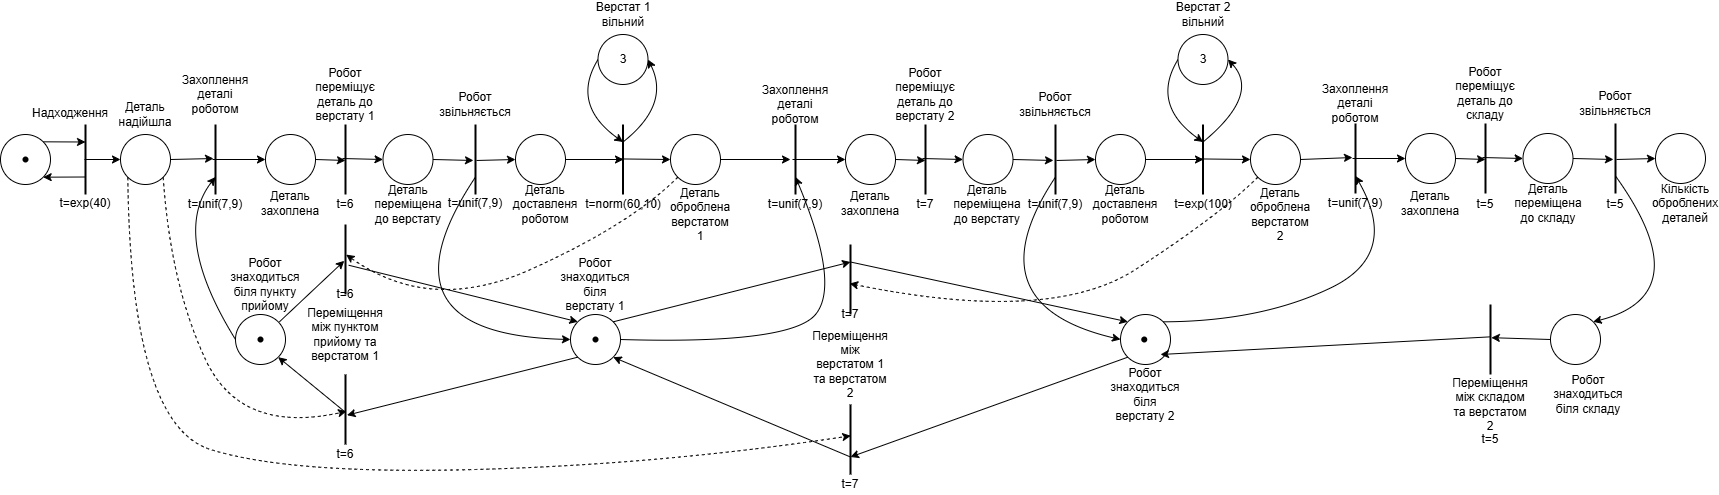 Верстат 1
вільний
3
Верстат 2
вільний
3
Надходження
t=exp(40)
Деталь
надійшла
Захоплення
деталі
роботом
t=unif(7,9)
Деталь
захоплена
Робот
переміщує
деталь до
верстату 1
t=6
Деталь
переміщена
до верстату
Робот
звільняється
t=unif(7,9)
Деталь
доставленя
роботом
t=norm(60,10)
Деталь
оброблена
верстатом
1
Захоплення
деталі
роботом
t=unif(7,9)
Деталь
захоплена
Робот
переміщує
деталь до
верстату 2
t=7
Деталь
переміщена
до верстату
Робот
звільняється
t=unif(7,9)
Деталь
доставленя
роботом
t=exp(100)
Деталь
оброблена
верстатом
2
Захоплення
деталі
роботом
t=unif(7,9)
Деталь
захоплена
Робот
переміщує
деталь до
складу
t=5
Деталь
переміщена
до складу
Робот
звільняється
t=5
Кількість
оброблених
деталей
Робот
знаходиться
біля пункту
прийому
t=6
Переміщення
між пунктом
прийому та
верстатом 1
t=6
Робот
знаходиться
біля
верстату 1
t=7
Переміщення
між
верстатом 1
та верстатом
2
t=7
Робот
знаходиться
біля
верстату 2
Переміщення
між складом
та верстатом
2
t=5
Робот
знаходиться
біля складу